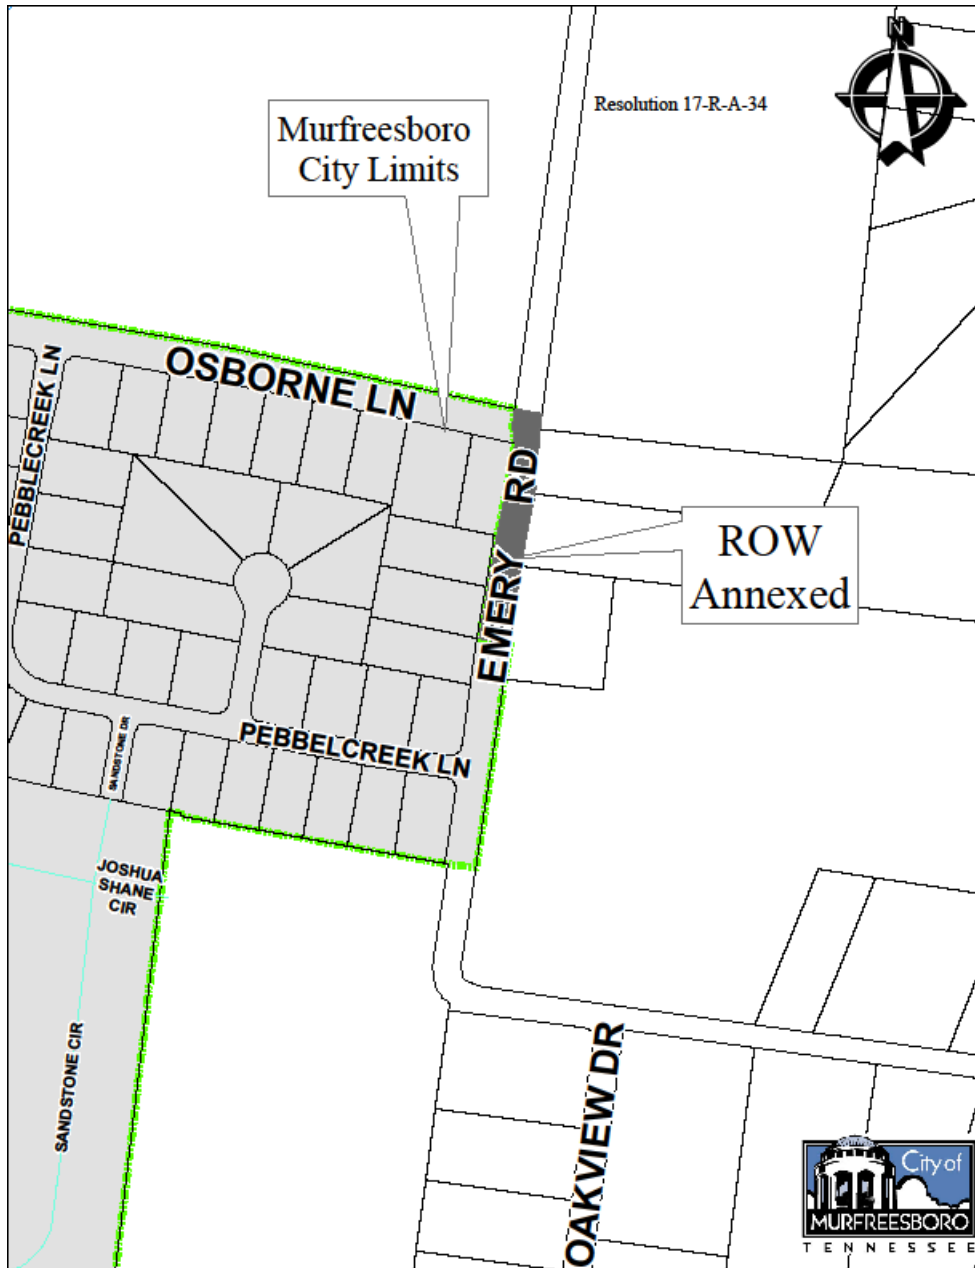 N
Resolution 17-R-A-34
Murfreesboro
City Limits
OSBORNE LN
PEBBLECREEK LN
EMERY RD
ROW
Annexed
PEBBELCREEK LN
SANDSTONE DR
JOSHUA
SHANE
CIR
SANDSTONE CIR
OAKVIEW DR
City of
MURFREESBORO
TENNESSEE